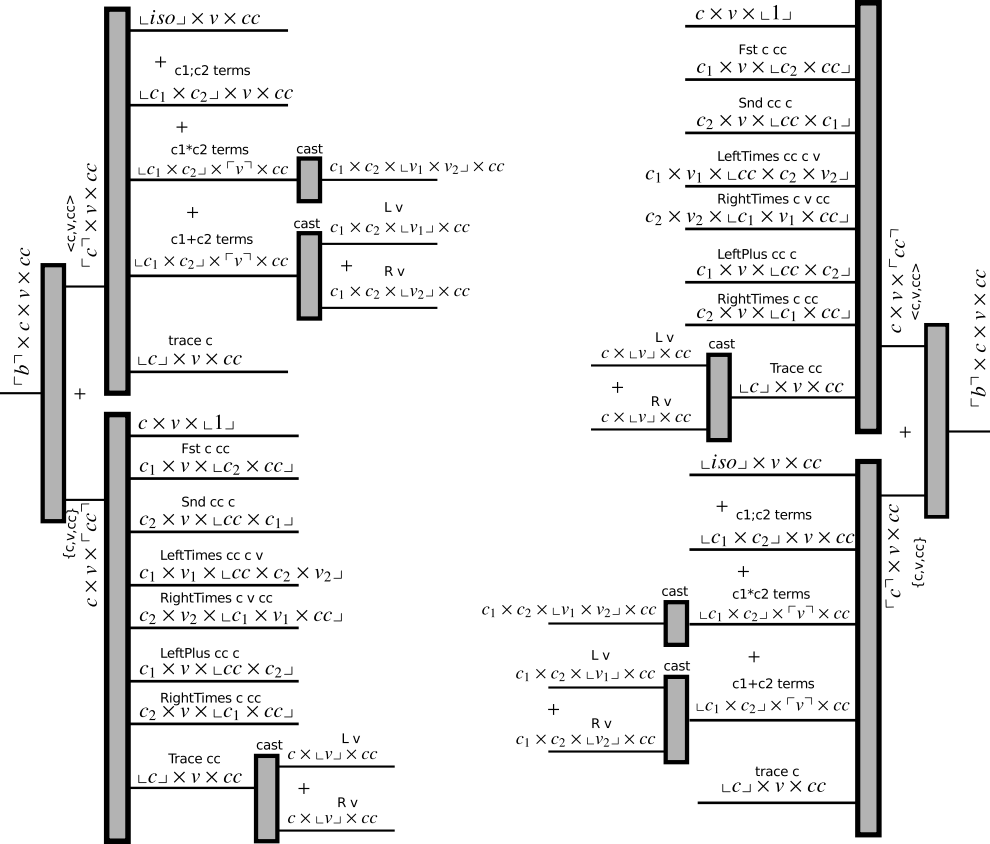 ⌞iso⌟ × v × cc
+
c1;c2 terms
⌞c₁ × c₂⌟ × v × cc
+
c1*c2 terms
⌞c₁ × c₂⌟ × ⌜v⌝ × cc
cast
c₁ × c₂ × ⌞v₁ × v₂⌟ × cc
+
c1+c2 terms
⌞c₁ × c₂⌟ × ⌜v⌝ × cc
cast
L v
c₁ × c₂ × ⌞v₁⌟ × cc
+
R v
c₁ × c₂ × ⌞v₂⌟ × cc
trace c
⌞c⌟ × v × cc
<c,v,cc>
⌜c⌝ × v × cc
⌜b⌝ × c × v × cc
+
{c,v,cc}
c × v × ⌜cc⌝
c × v × ⌞1⌟
Fst c cc
c₁ × v × ⌞c₂ × cc⌟
Snd cc c
c₂ × v × ⌞cc × c₁⌟
LeftTimes cc c v
c₁ × v₁ × ⌞cc × c₂ × v₂⌟
RightTimes c v cc
c₂ × v₂ × ⌞c₁ × v₁ × cc⌟
LeftPlus cc c
c₁ × v × ⌞cc × c₂⌟
RightTimes c cc
c₂ × v × ⌞c₁ × cc⌟
Trace cc
⌞c⌟ × v × cc
cast
L v
c × ⌞v⌟ × cc
+
R v
c × ⌞v⌟ × cc
c × v × ⌞1⌟
Fst c cc
c₁ × v × ⌞c₂ × cc⌟
Snd cc c
c₂ × v × ⌞cc × c₁⌟
LeftTimes cc c v
c₁ × v₁ × ⌞cc × c₂ × v₂⌟
RightTimes c v cc
c₂ × v₂ × ⌞c₁ × v₁ × cc⌟
LeftPlus cc c
c₁ × v × ⌞cc × c₂⌟
RightTimes c cc
c₂ × v × ⌞c₁ × cc⌟
L v
c × ⌞v⌟ × cc
+
R v
c × ⌞v⌟ × cc
cast
Trace cc
⌞c⌟ × v × cc
c × v × ⌜cc⌝
<c,v,cc>
⌜b⌝ × c × v × cc
+
⌜c⌝ × v × cc
{c,v,cc}
⌞iso⌟ × v × cc
+
c1;c2 terms
⌞c₁ × c₂⌟ × v × cc
+
c1*c2 terms
c₁ × c₂ × ⌞v₁ × v₂⌟ × cc
cast
⌞c₁ × c₂⌟ × ⌜v⌝ × cc
+
c1+c2 terms
L v
c₁ × c₂ × ⌞v₁⌟ × cc
cast
⌞c₁ × c₂⌟ × ⌜v⌝ × cc
+
R v
c₁ × c₂ × ⌞v₂⌟ × cc
trace c
⌞c⌟ × v × cc